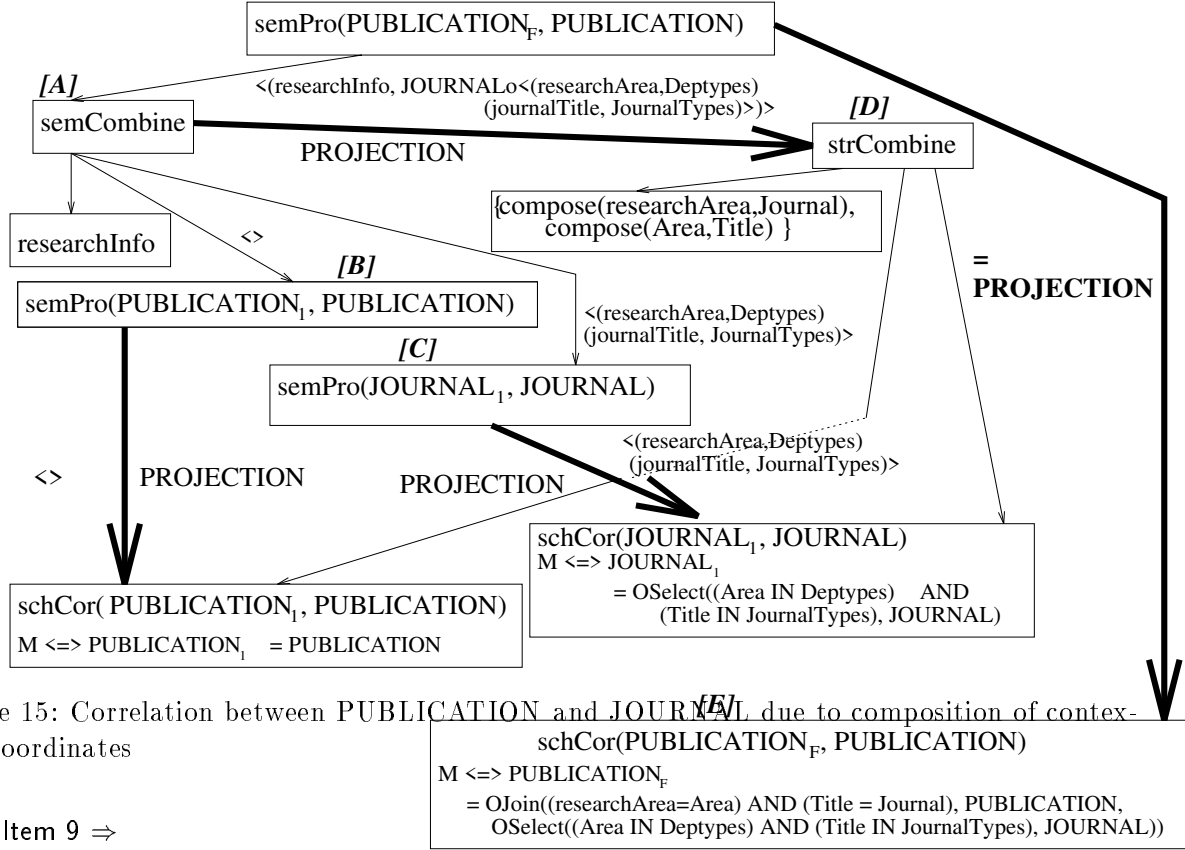 semPro(PUBLICATION_F, PUBLICATION)
[A]
<(researchInfo, JOURNALo<(researchArea,Deptypes)
(journalTitle, JournalTypes)>)>
[D]
semCombine
strCombine
PROJECTION
{compose(researchArea,Journal),
compose(Area,Title) }
researchInfo
<>
=
PROJECTION
[B]
semPro(PUBLICATION_1, PUBLICATION)
<(researchArea,Deptypes)
(journalTitle, JournalTypes)>
[C]
semPro(JOURNAL_1, JOURNAL)
<(researchArea,Deptypes)
(journalTitle, JournalTypes)>
<>
PROJECTION
PROJECTION
schCor(JOURNAL_1, JOURNAL)
M <=> JOURNAL_1
= OSelect((Area IN Deptypes) AND
(Title IN JournalTypes), JOURNAL)
schCor( PUBLICATION_1, PUBLICATION)
M <=> PUBLICATION_1 = PUBLICATION
[E]
e 15: Correlation between PUBLICATION and JOURNAL due to composition of contex-
oordinates
schCor(PUBLICATION_F, PUBLICATION)
M <=> PUBLICATION_F
= OJoin((researchArea=Area) AND (Title = Journal), PUBLICATION,
OSelect((Area IN Deptypes) AND (Title IN JournalTypes), JOURNAL))
Item 9 ⇒